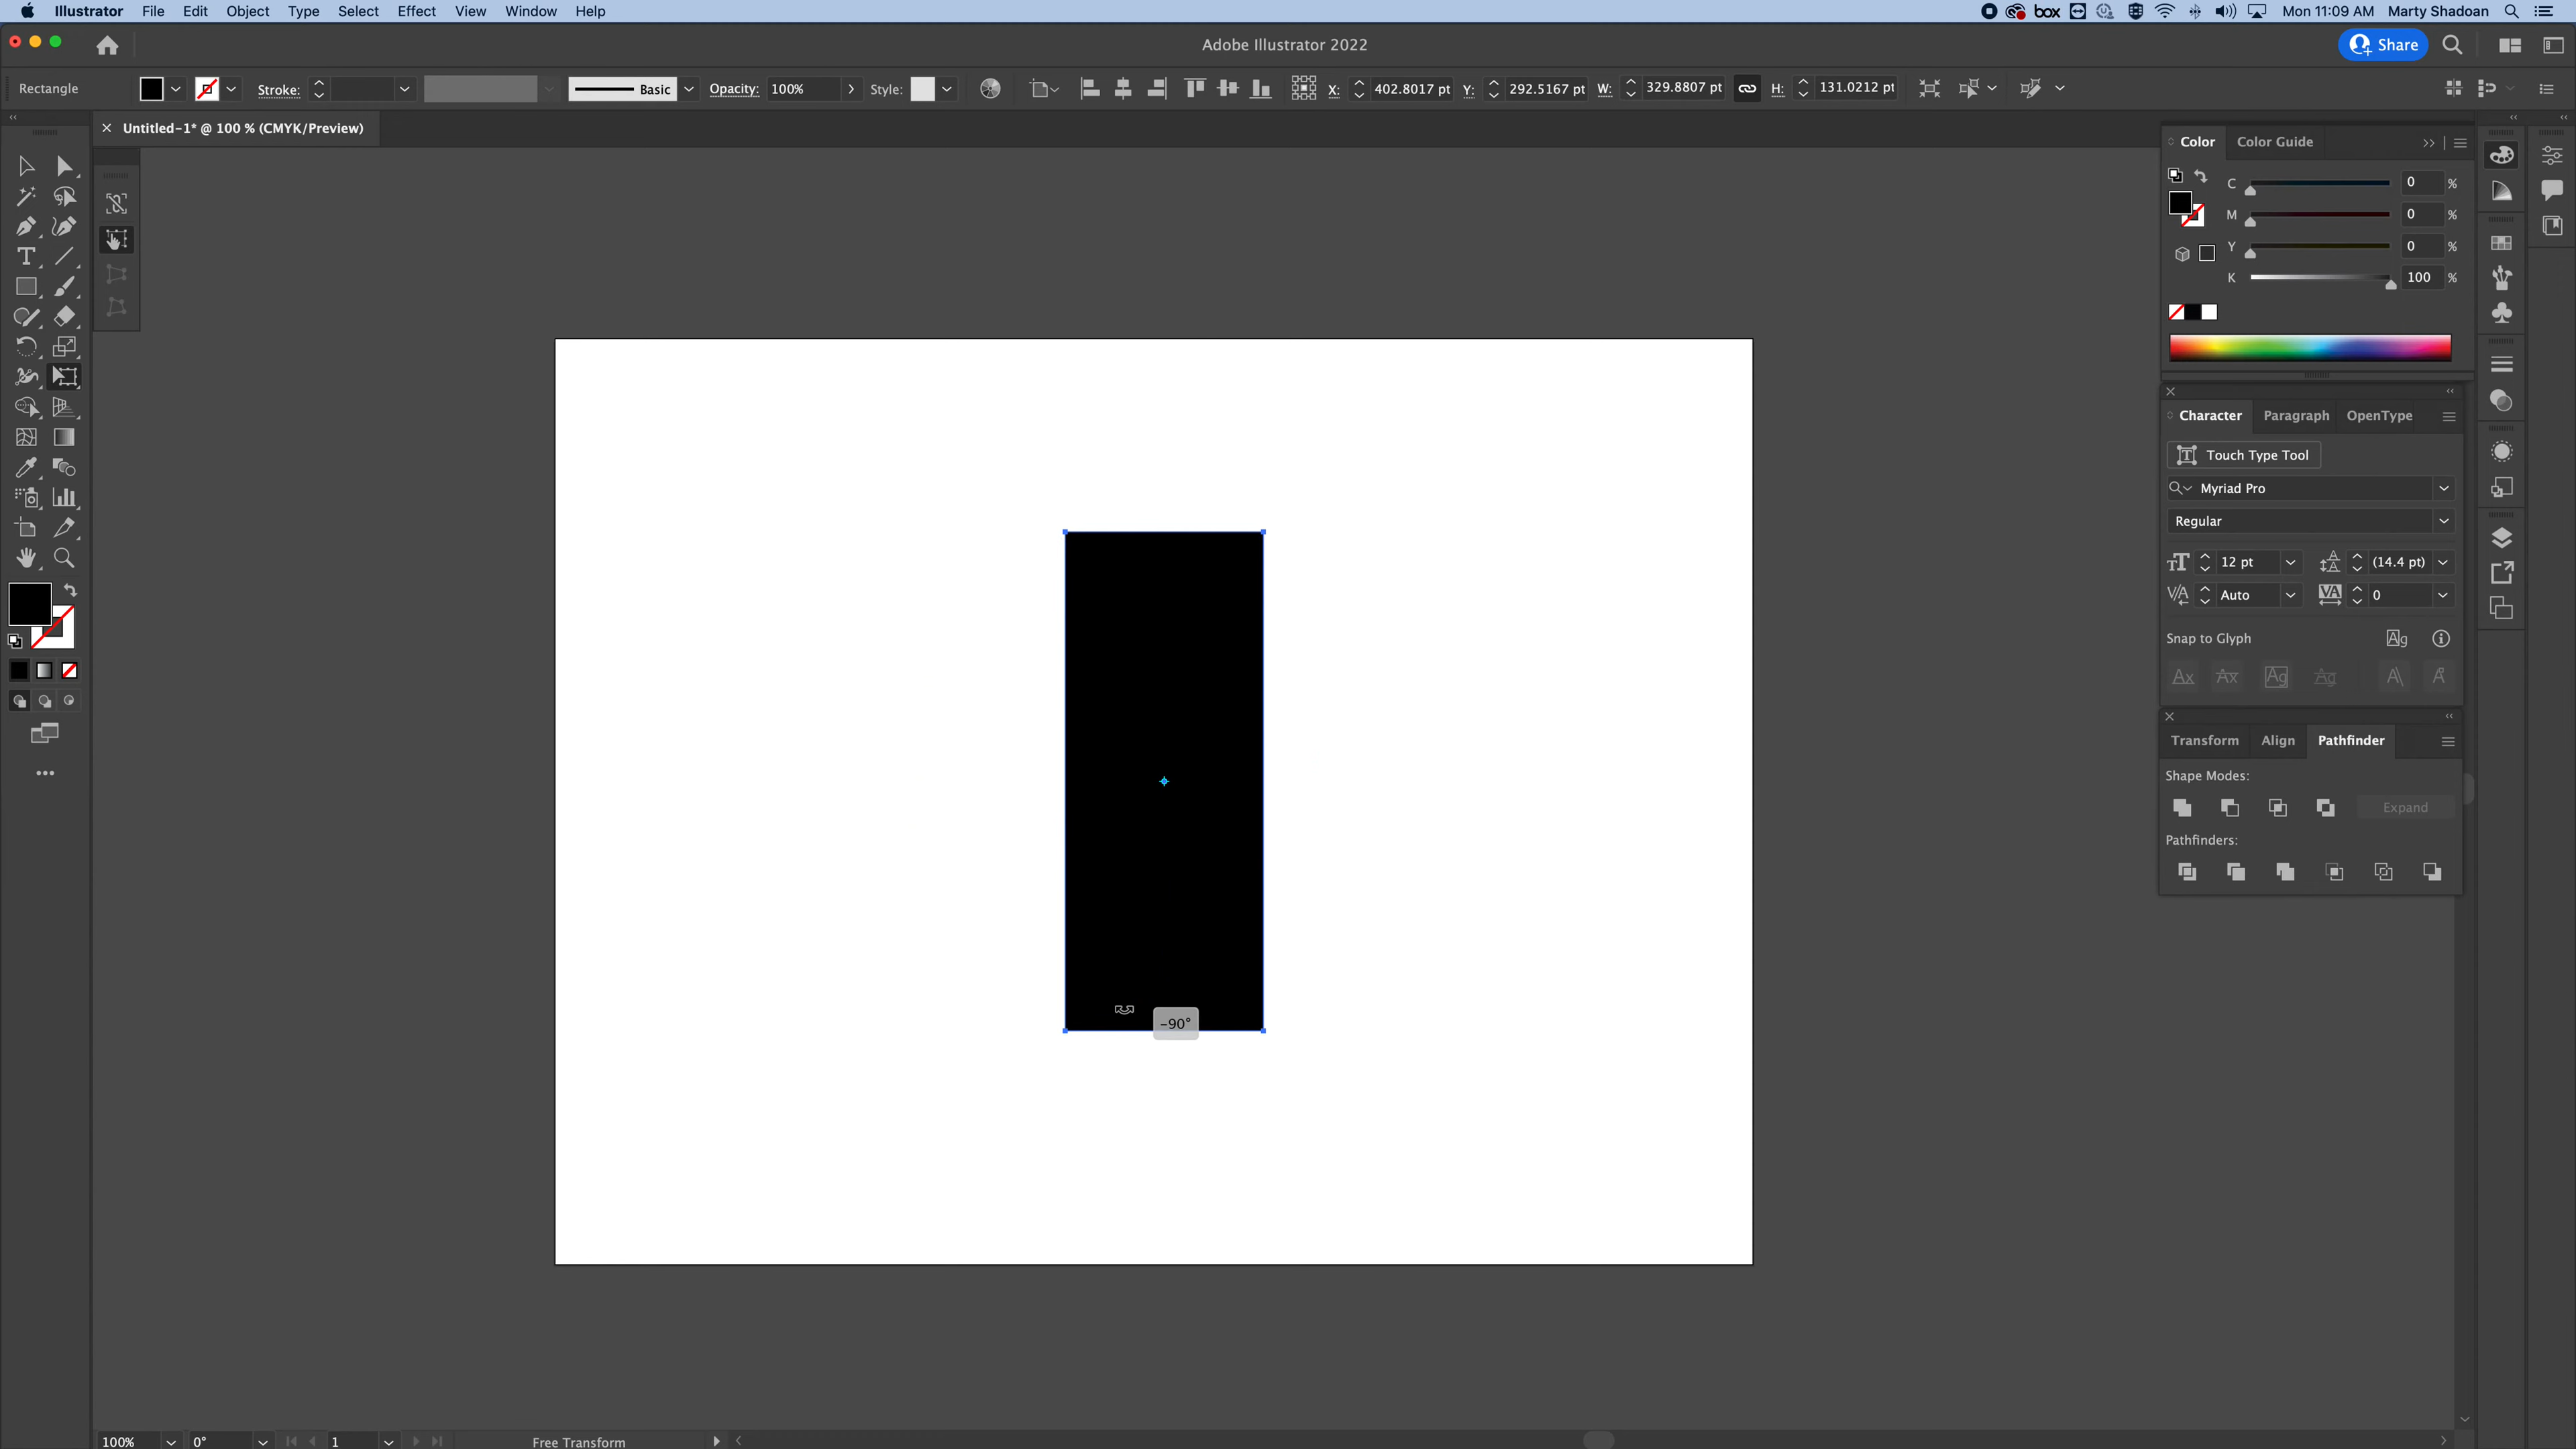 Illustrator File Edit Object Type Select Effect View Window Help box Mon 11:09 AM Marty Shadoan
Adobe Illustrator 2022 Share
Rectangle Stroke: Basic Opacity: 100% Style: X: 402.8017 pt Y: 292.5167 pt W: 329.8807 pt H: 131.0212 pt
Untitled-1* @ 100 % (CMYK/Preview)
Color Color Guide
C 0 %
M 0 %
Y 0 %
K 100 %
Character Paragraph OpenType
Touch Type Tool
Myriad Pro
Regular
12 pt (14.4 pt)
Auto 0
Snap to Glyph
Transform Align Pathfinder
Shape Modes:
Expand
Pathfinders:
-90°
100% 0° 1 Free Transform